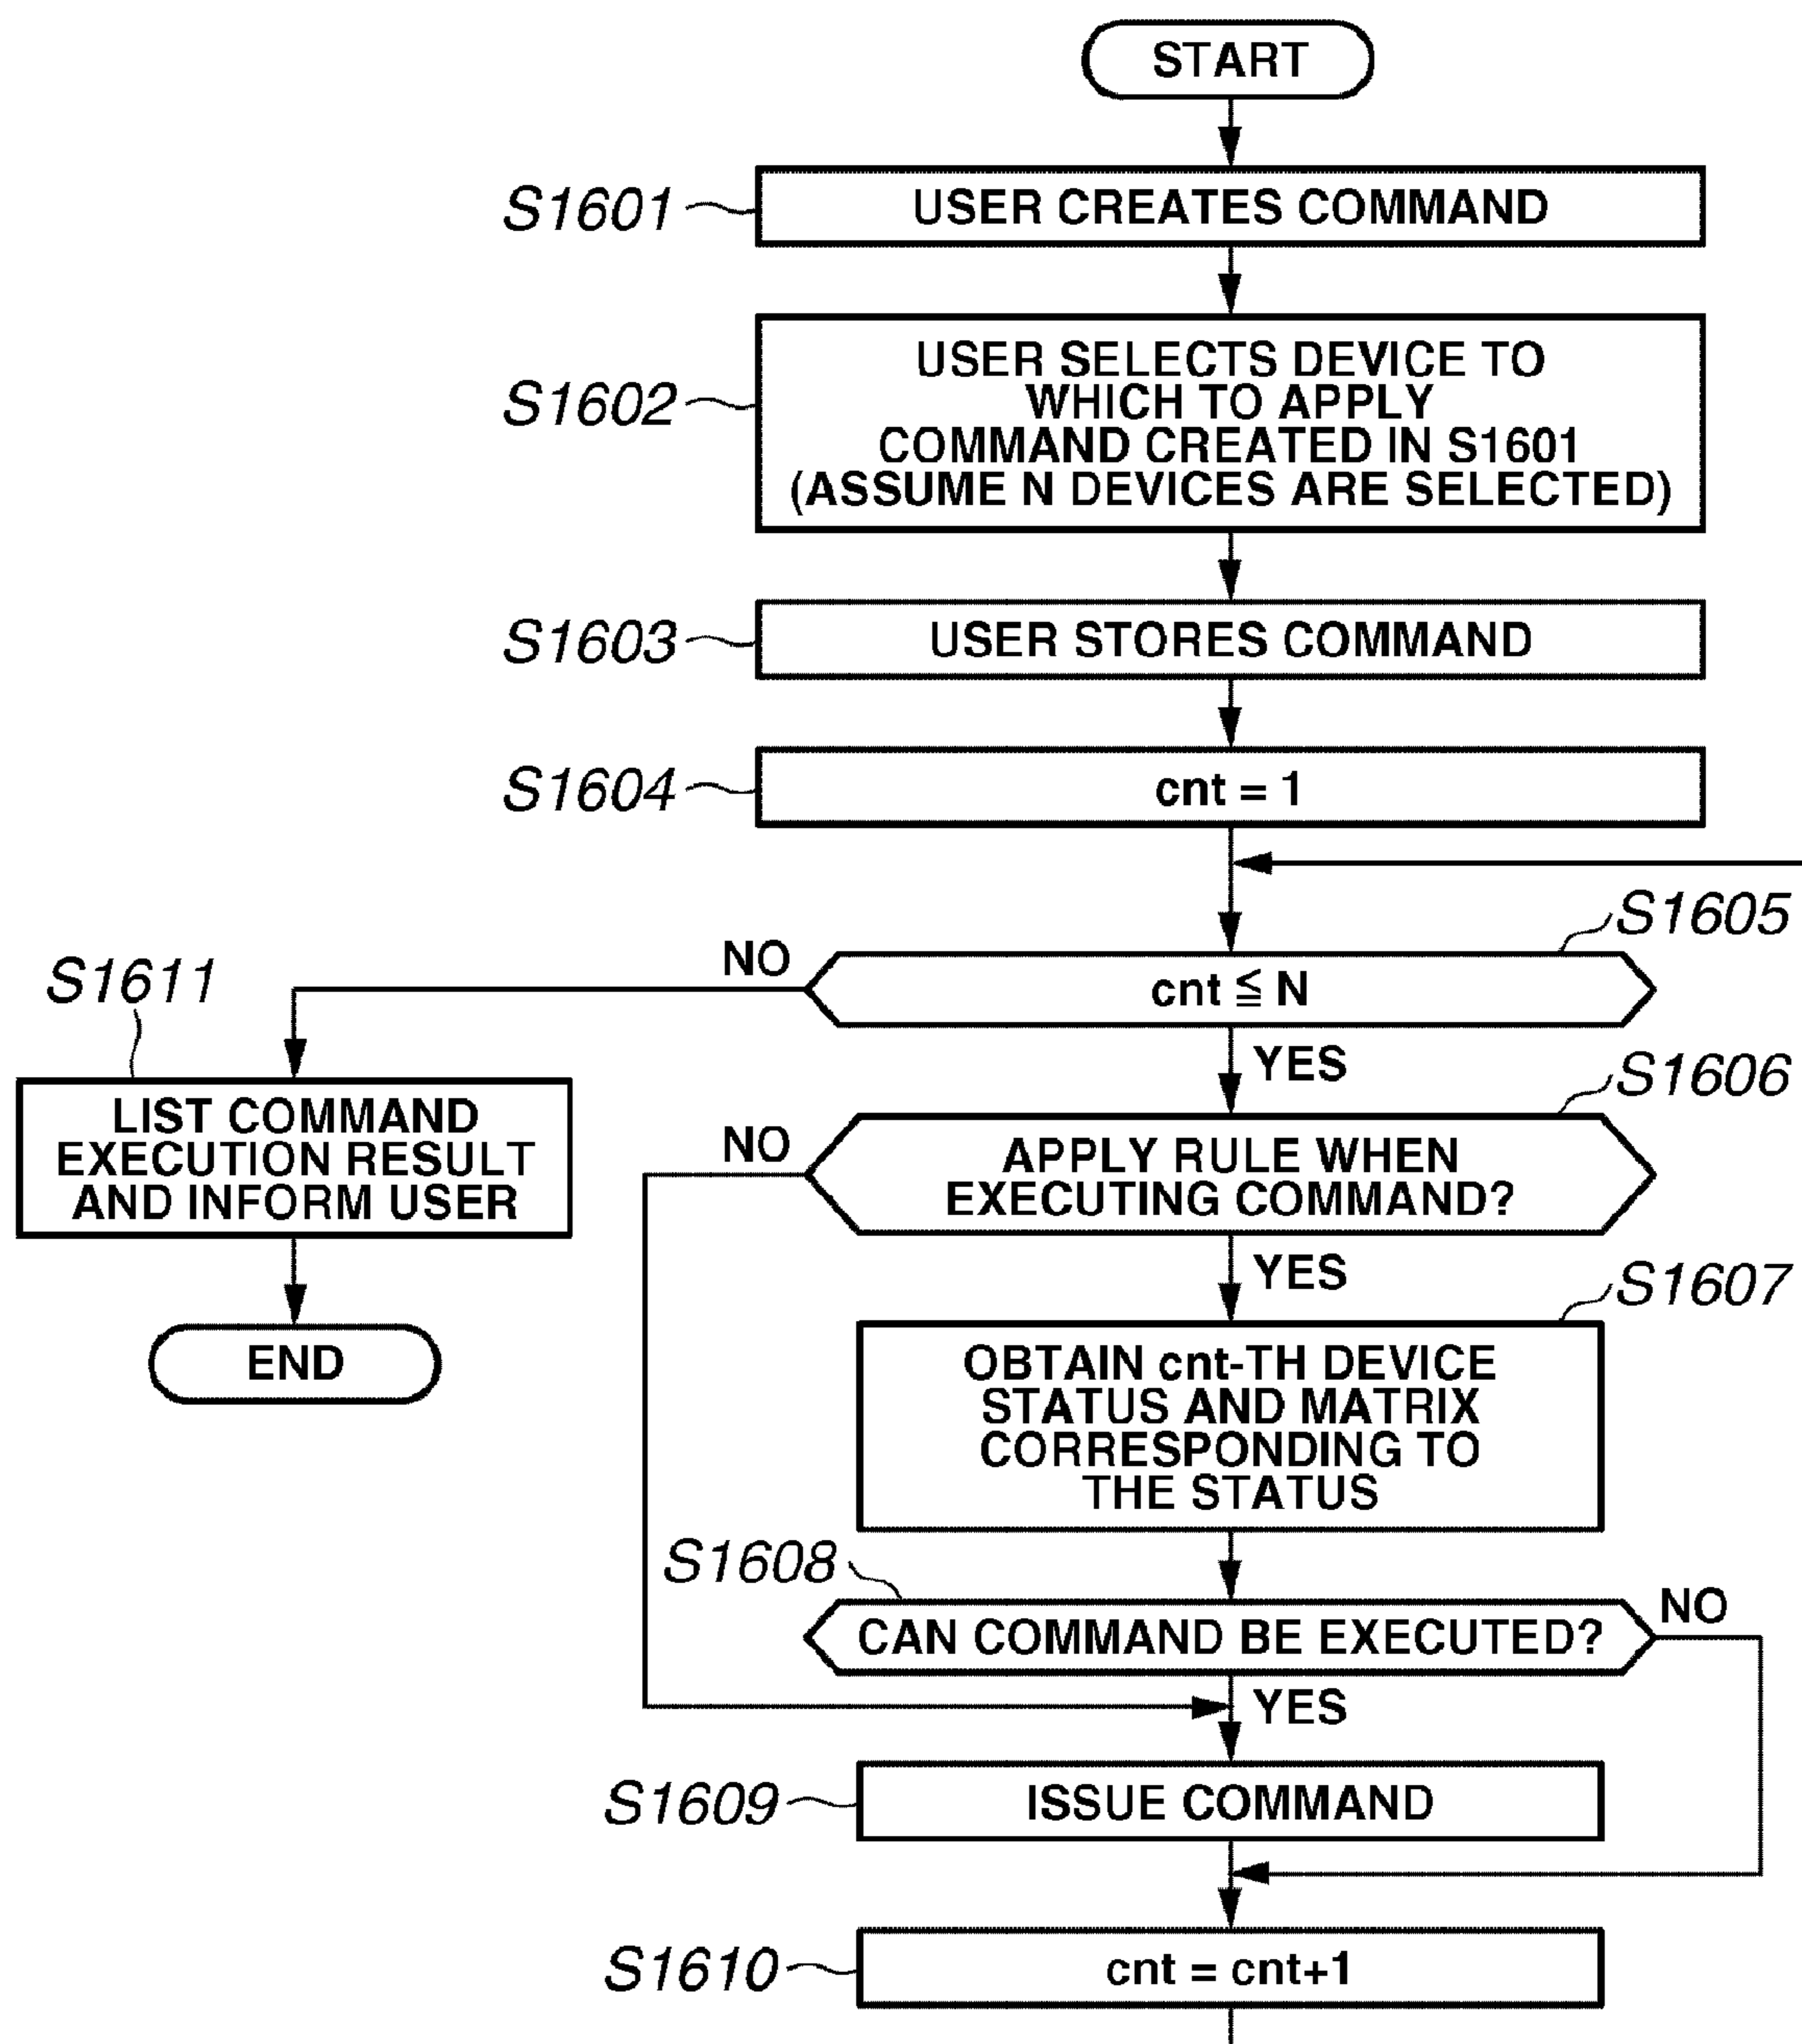 START
S1601
USER CREATES COMMAND
S1602
USER SELECTS DEVICE TO
WHICH TO APPLY
COMMAND CREATED IN S1601
(ASSUME N DEVICES ARE SELECTED)
S1603
USER STORES COMMAND
S1604
cnt = 1
S1605
cnt ≦ N
NO
YES
S1611
LIST COMMAND
EXECUTION RESULT
AND INFORM USER
END
S1606
APPLY RULE WHEN
EXECUTING COMMAND?
NO
YES
S1607
OBTAIN cnt-TH DEVICE
STATUS AND MATRIX
CORRESPONDING TO
THE STATUS
S1608
CAN COMMAND BE EXECUTED?
NO
YES
S1609
ISSUE COMMAND
S1610
cnt = cnt+1